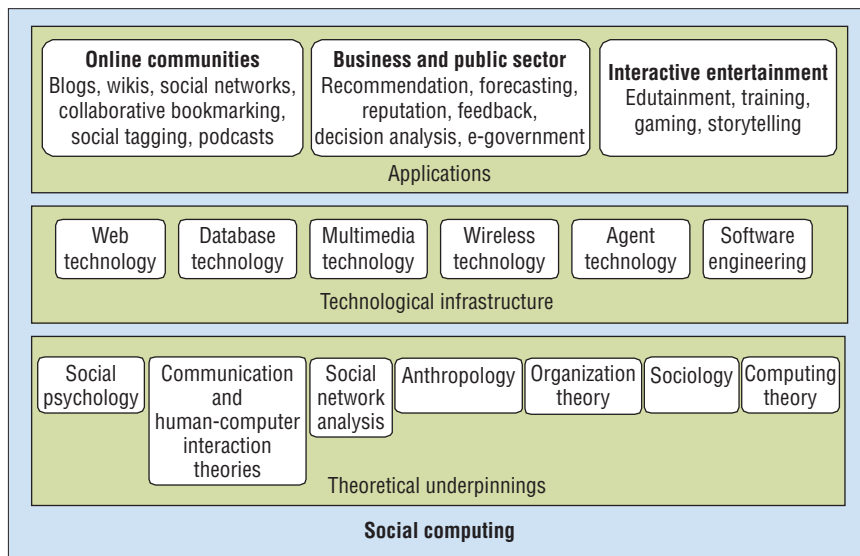 Online communities
Blogs, wikis, social networks,
collaborative bookmarking,
social tagging, podcasts
Business and public sector
Recommendation, forecasting,
reputation, feedback,
decision analysis, e-government
Interactive entertainment
Edutainment, training,
gaming, storytelling
Applications
Web
technology
Database
technology
Multimedia
technology
Wireless
technology
Agent
technology
Software
engineering
Technological infrastructure
Social
psychology
Communication
and
human-computer
interaction
theories
Social
network
analysis
Anthropology
Organization
theory
Sociology
Computing
theory
Theoretical underpinnings
Social computing